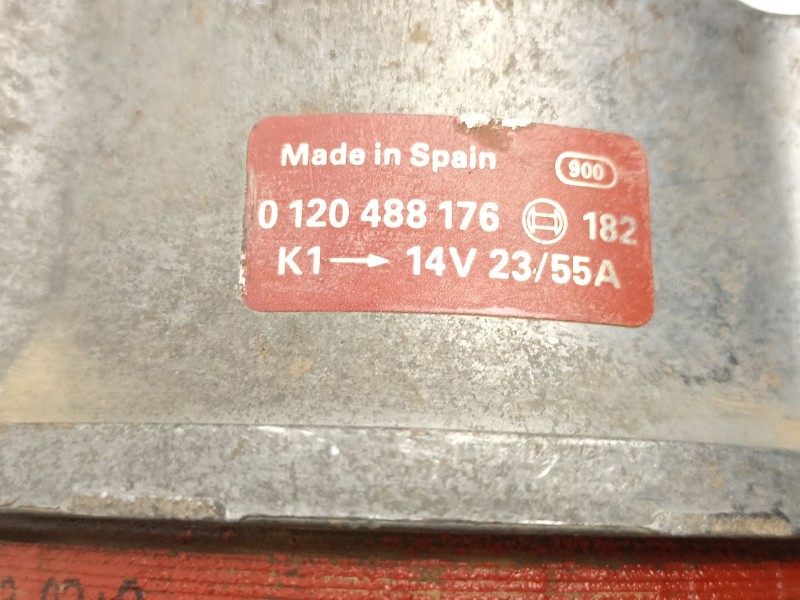 Made in Spain 900
0 120 488 176 182
K1 → 14V 23/55A